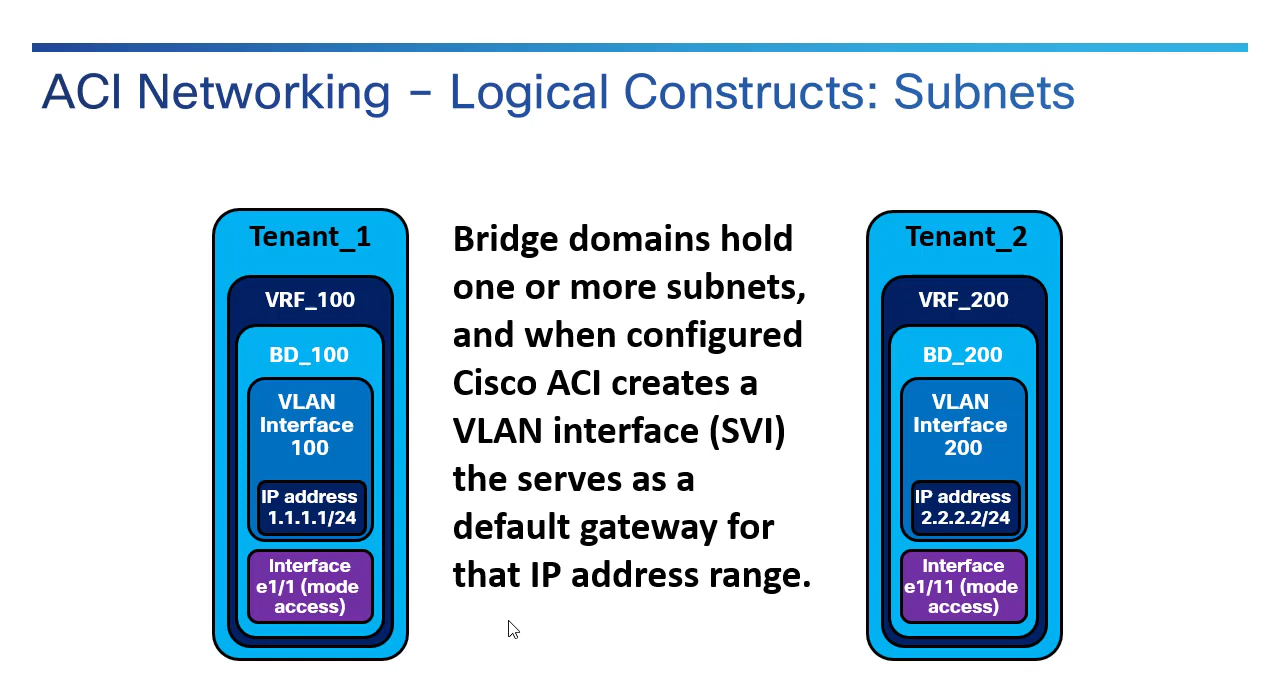 ACI Networking – Logical Constructs: Subnets
Tenant_1
VRF_100
BD_100
VLAN
Interface
100
IP address
1.1.1.1/24
Interface
e1/1 (mode
access)
Bridge domains hold
one or more subnets,
and when configured
Cisco ACI creates a
VLAN interface (SVI)
the serves as a
default gateway for
that IP address range.
Tenant_2
VRF_200
BD_200
VLAN
Interface
200
IP address
2.2.2.2/24
Interface
e1/11 (mode
access)